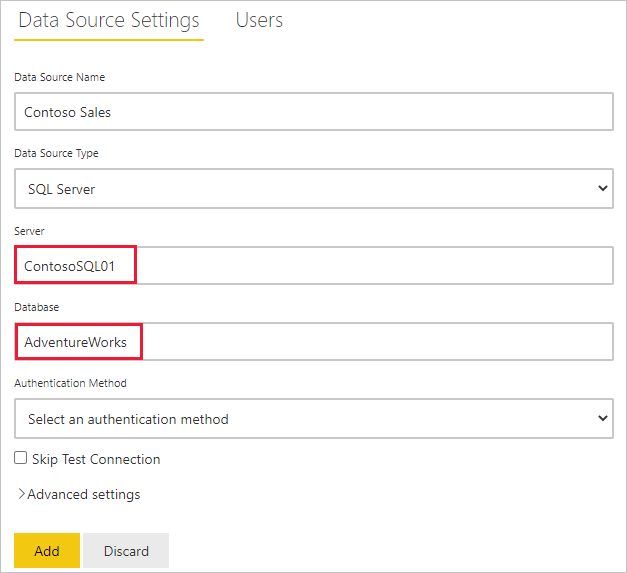 Data Source Settings Users
Data Source Name
Contoso Sales
Data Source Type
SQL Server
Server
ContosoSQL01
Database
AdventureWorks
Authentication Method
Select an authentication method
Skip Test Connection
Advanced settings
Add Discard